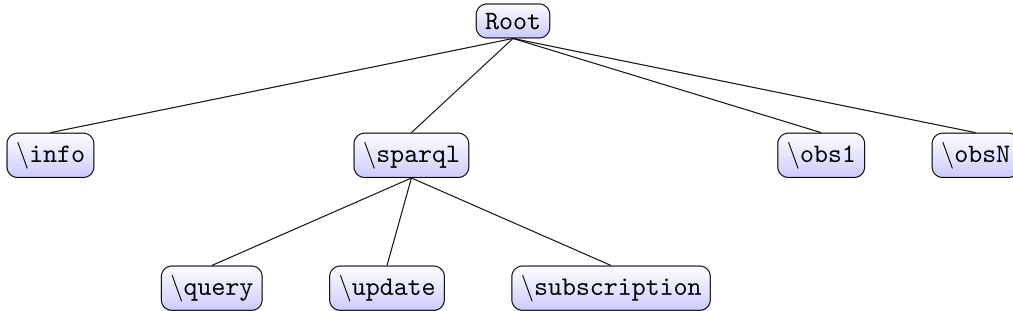 Root
\info
\sparql
\obs1
\obsN
\query
\update
\subscription